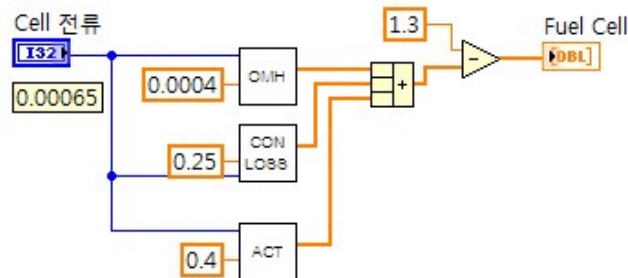 Cell 전류
1.3
Fuel Cell
I32
DBL
0.00065
0.0004
OMH
+
−
0.25
CON
LOSS
0.4
ACT